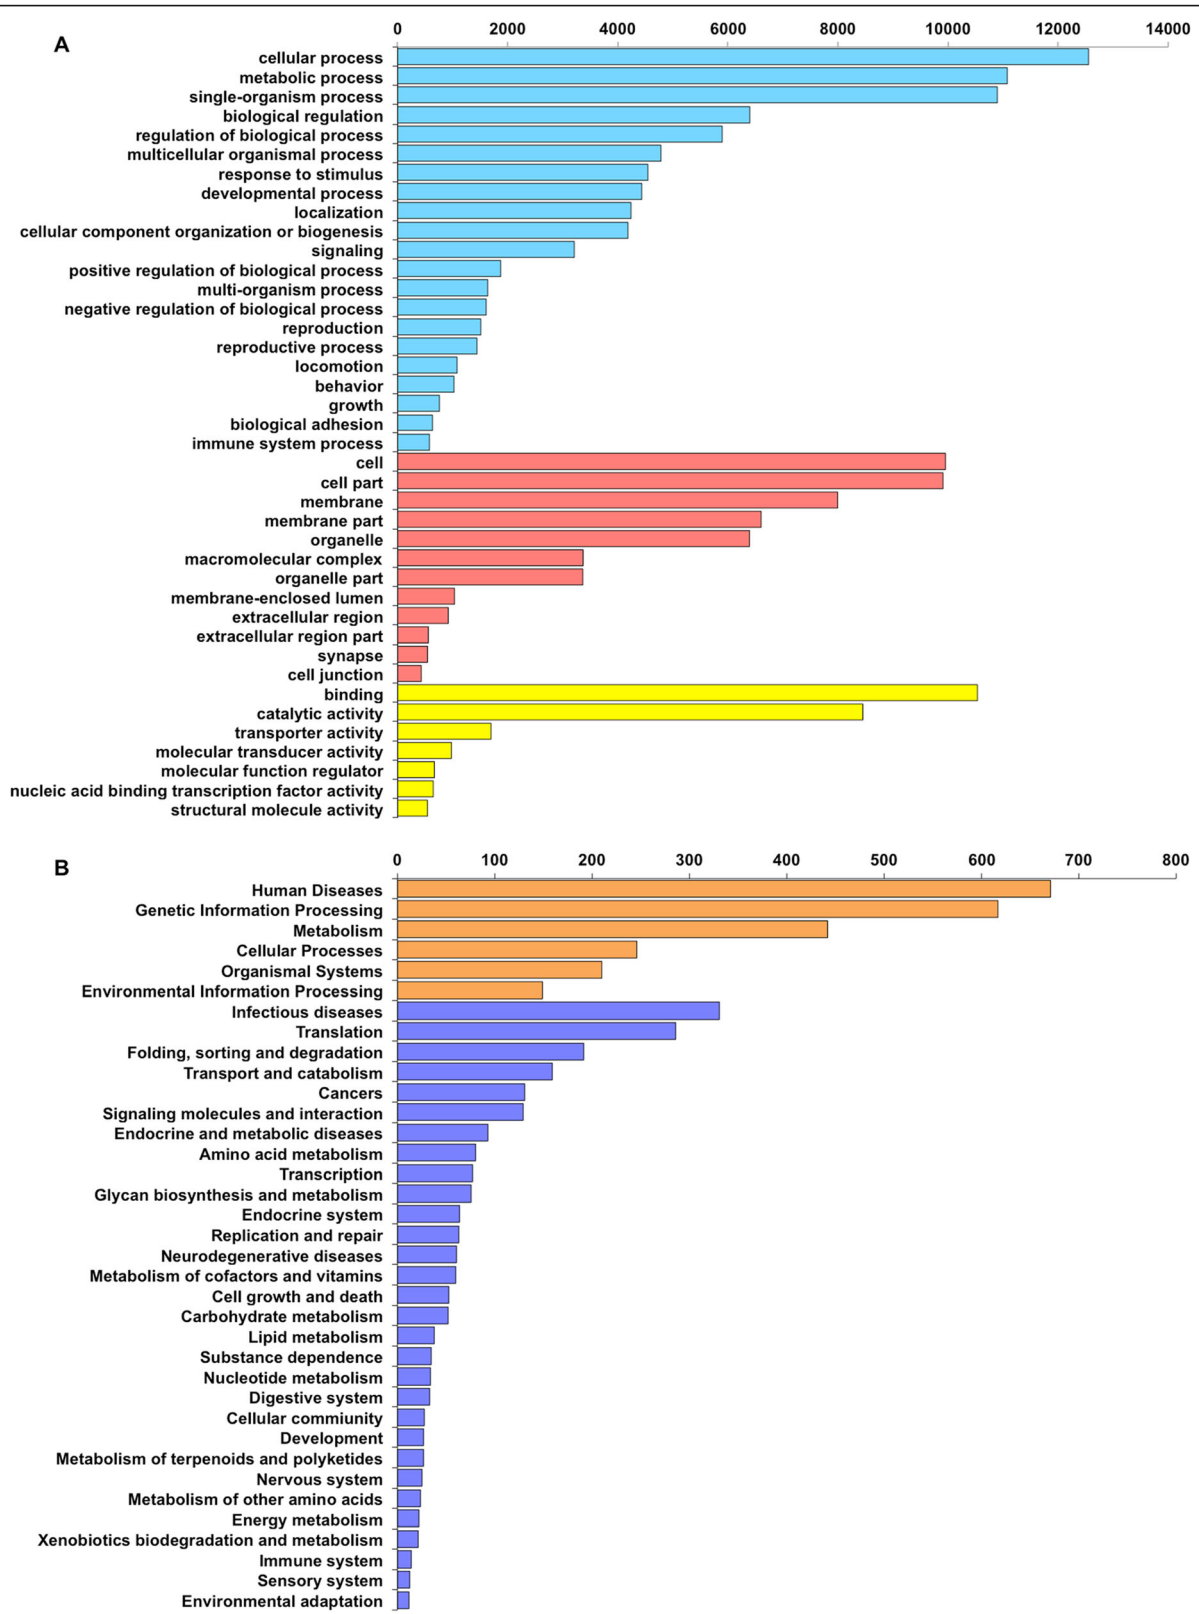 A
0 2000 4000 6000 8000 10000 12000 14000
cellular process
metabolic process
single-organism process
biological regulation
regulation of biological process
multicellular organismal process
response to stimulus
developmental process
localization
cellular component organization or biogenesis
signaling
positive regulation of biological process
multi-organism process
negative regulation of biological process
reproduction
reproductive process
locomotion
behavior
growth
biological adhesion
immune system process
cell
cell part
membrane
membrane part
organelle
macromolecular complex
organelle part
membrane-enclosed lumen
extracellular region
extracellular region part
synapse
cell junction
binding
catalytic activity
transporter activity
molecular transducer activity
molecular function regulator
nucleic acid binding transcription factor activity
structural molecule activity
B
0 100 200 300 400 500 600 700 800
Human Diseases
Genetic Information Processing
Metabolism
Cellular Processes
Organismal Systems
Environmental Information Processing
Infectious diseases
Translation
Folding, sorting and degradation
Transport and catabolism
Cancers
Signaling molecules and interaction
Endocrine and metabolic diseases
Amino acid metabolism
Transcription
Glycan biosynthesis and metabolism
Endocrine system
Replication and repair
Neurodegenerative diseases
Metabolism of cofactors and vitamins
Cell growth and death
Carbohydrate metabolism
Lipid metabolism
Substance dependence
Nucleotide metabolism
Digestive system
Cellular commiunity
Development
Metabolism of terpenoids and polyketides
Nervous system
Metabolism of other amino acids
Energy metabolism
Xenobiotics biodegradation and metabolism
Immune system
Sensory system
Environmental adaptation